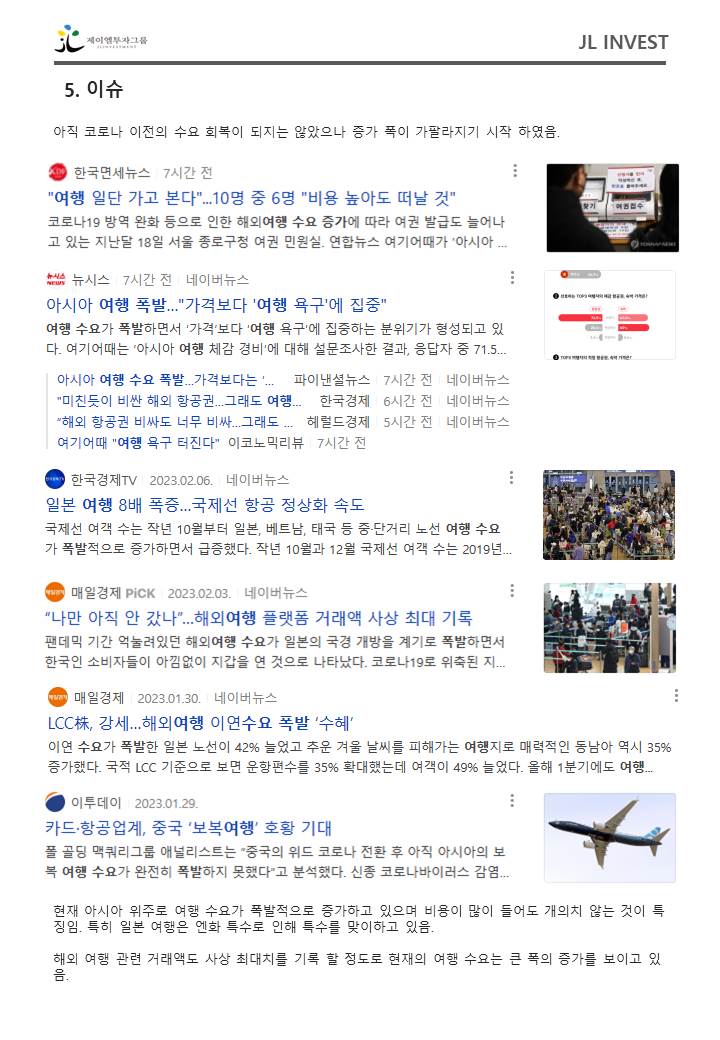 제이엘투자그룹
JL INVESTMENT
JL INVEST
5. 이슈
아직 코로나 이전의 수요 회복이 되지는 않았으나 증가 폭이 가팔라지기 시작 하였음.
한국면세뉴스 7시간 전
"여행 일단 가고 본다"...10명 중 6명 "비용 높아도 떠날 것"
코로나19 방역 완화 등으로 인한 해외여행 수요 증가에 따라 여권 발급도 늘어나
고 있는 지난달 18일 서울 종로구청 여권 민원실. 연합뉴스 여기어때가 '아시아 ...
여권접수
YONHAP NEWS
뉴시스 NEWS
뉴시스 7시간 전 네이버뉴스
아시아 여행 폭발..."가격보다 '여행 욕구'에 집중"
여행 수요가 폭발하면서 '가격'보다 '여행 욕구'에 집중하는 분위기가 형성되고 있
다. 여기어때는 '아시아 여행 체감 경비'에 대해 설문조사한 결과, 응답자 중 71.5...
아시아 여행 수요 폭발...가격보다는 '... 파이낸셜뉴스 7시간 전 네이버뉴스
"미친듯이 비싼 해외 항공권...그래도 여행... 한국경제 6시간 전 네이버뉴스
"해외 항공권 비싸도 너무 비싸...그래도 ... 헤럴드경제 5시간 전 네이버뉴스
여기어때 "여행 욕구 터진다" 이코노믹리뷰 7시간 전
한국경제TV 2023.02.06. 네이버뉴스
일본 여행 8배 폭증...국제선 항공 정상화 속도
국제선 여객 수는 작년 10월부터 일본, 베트남, 태국 등 중·단거리 노선 여행 수요
가 폭발적으로 증가하면서 급증했다. 작년 10월과 12월 국제선 여객 수는 2019년...
매일경제 PiCK 2023.02.03. 네이버뉴스
“나만 아직 안 갔나”...해외여행 플랫폼 거래액 사상 최대 기록
팬데믹 기간 억눌려있던 해외여행 수요가 일본의 국경 개방을 계기로 폭발하면서
한국인 소비자들이 아낌없이 지갑을 연 것으로 나타났다. 코로나19로 위축된 지...
매일경제 2023.01.30. 네이버뉴스
LCC株, 강세...해외여행 이연수요 폭발 ‘수혜’
이연 수요가 폭발한 일본 노선이 42% 늘었고 추운 겨울 날씨를 피해가는 여행지로 매력적인 동남아 역시 35%
증가했다. 국적 LCC 기준으로 보면 운항편수를 35% 확대했는데 여객이 49% 늘었다. 올해 1분기에도 여행...
이투데이 2023.01.29.
카드·항공업계, 중국 ‘보복여행’ 호황 기대
폴 골딩 맥쿼리그룹 애널리스트는 “중국의 위드 코로나 전환 후 아직 아시아의 보
복 여행 수요가 완전히 폭발하지 못했다"고 분석했다. 신종 코로나바이러스 감염...
현재 아시아 위주로 여행 수요가 폭발적으로 증가하고 있으며 비용이 많이 들어도 개의치 않는 것이 특
징임. 특히 일본 여행은 엔화 특수로 인해 특수를 맞이하고 있음.
해외 여행 관련 거래액도 사상 최대치를 기록 할 정도로 현재의 여행 수요는 큰 폭의 증가를 보이고 있
음.